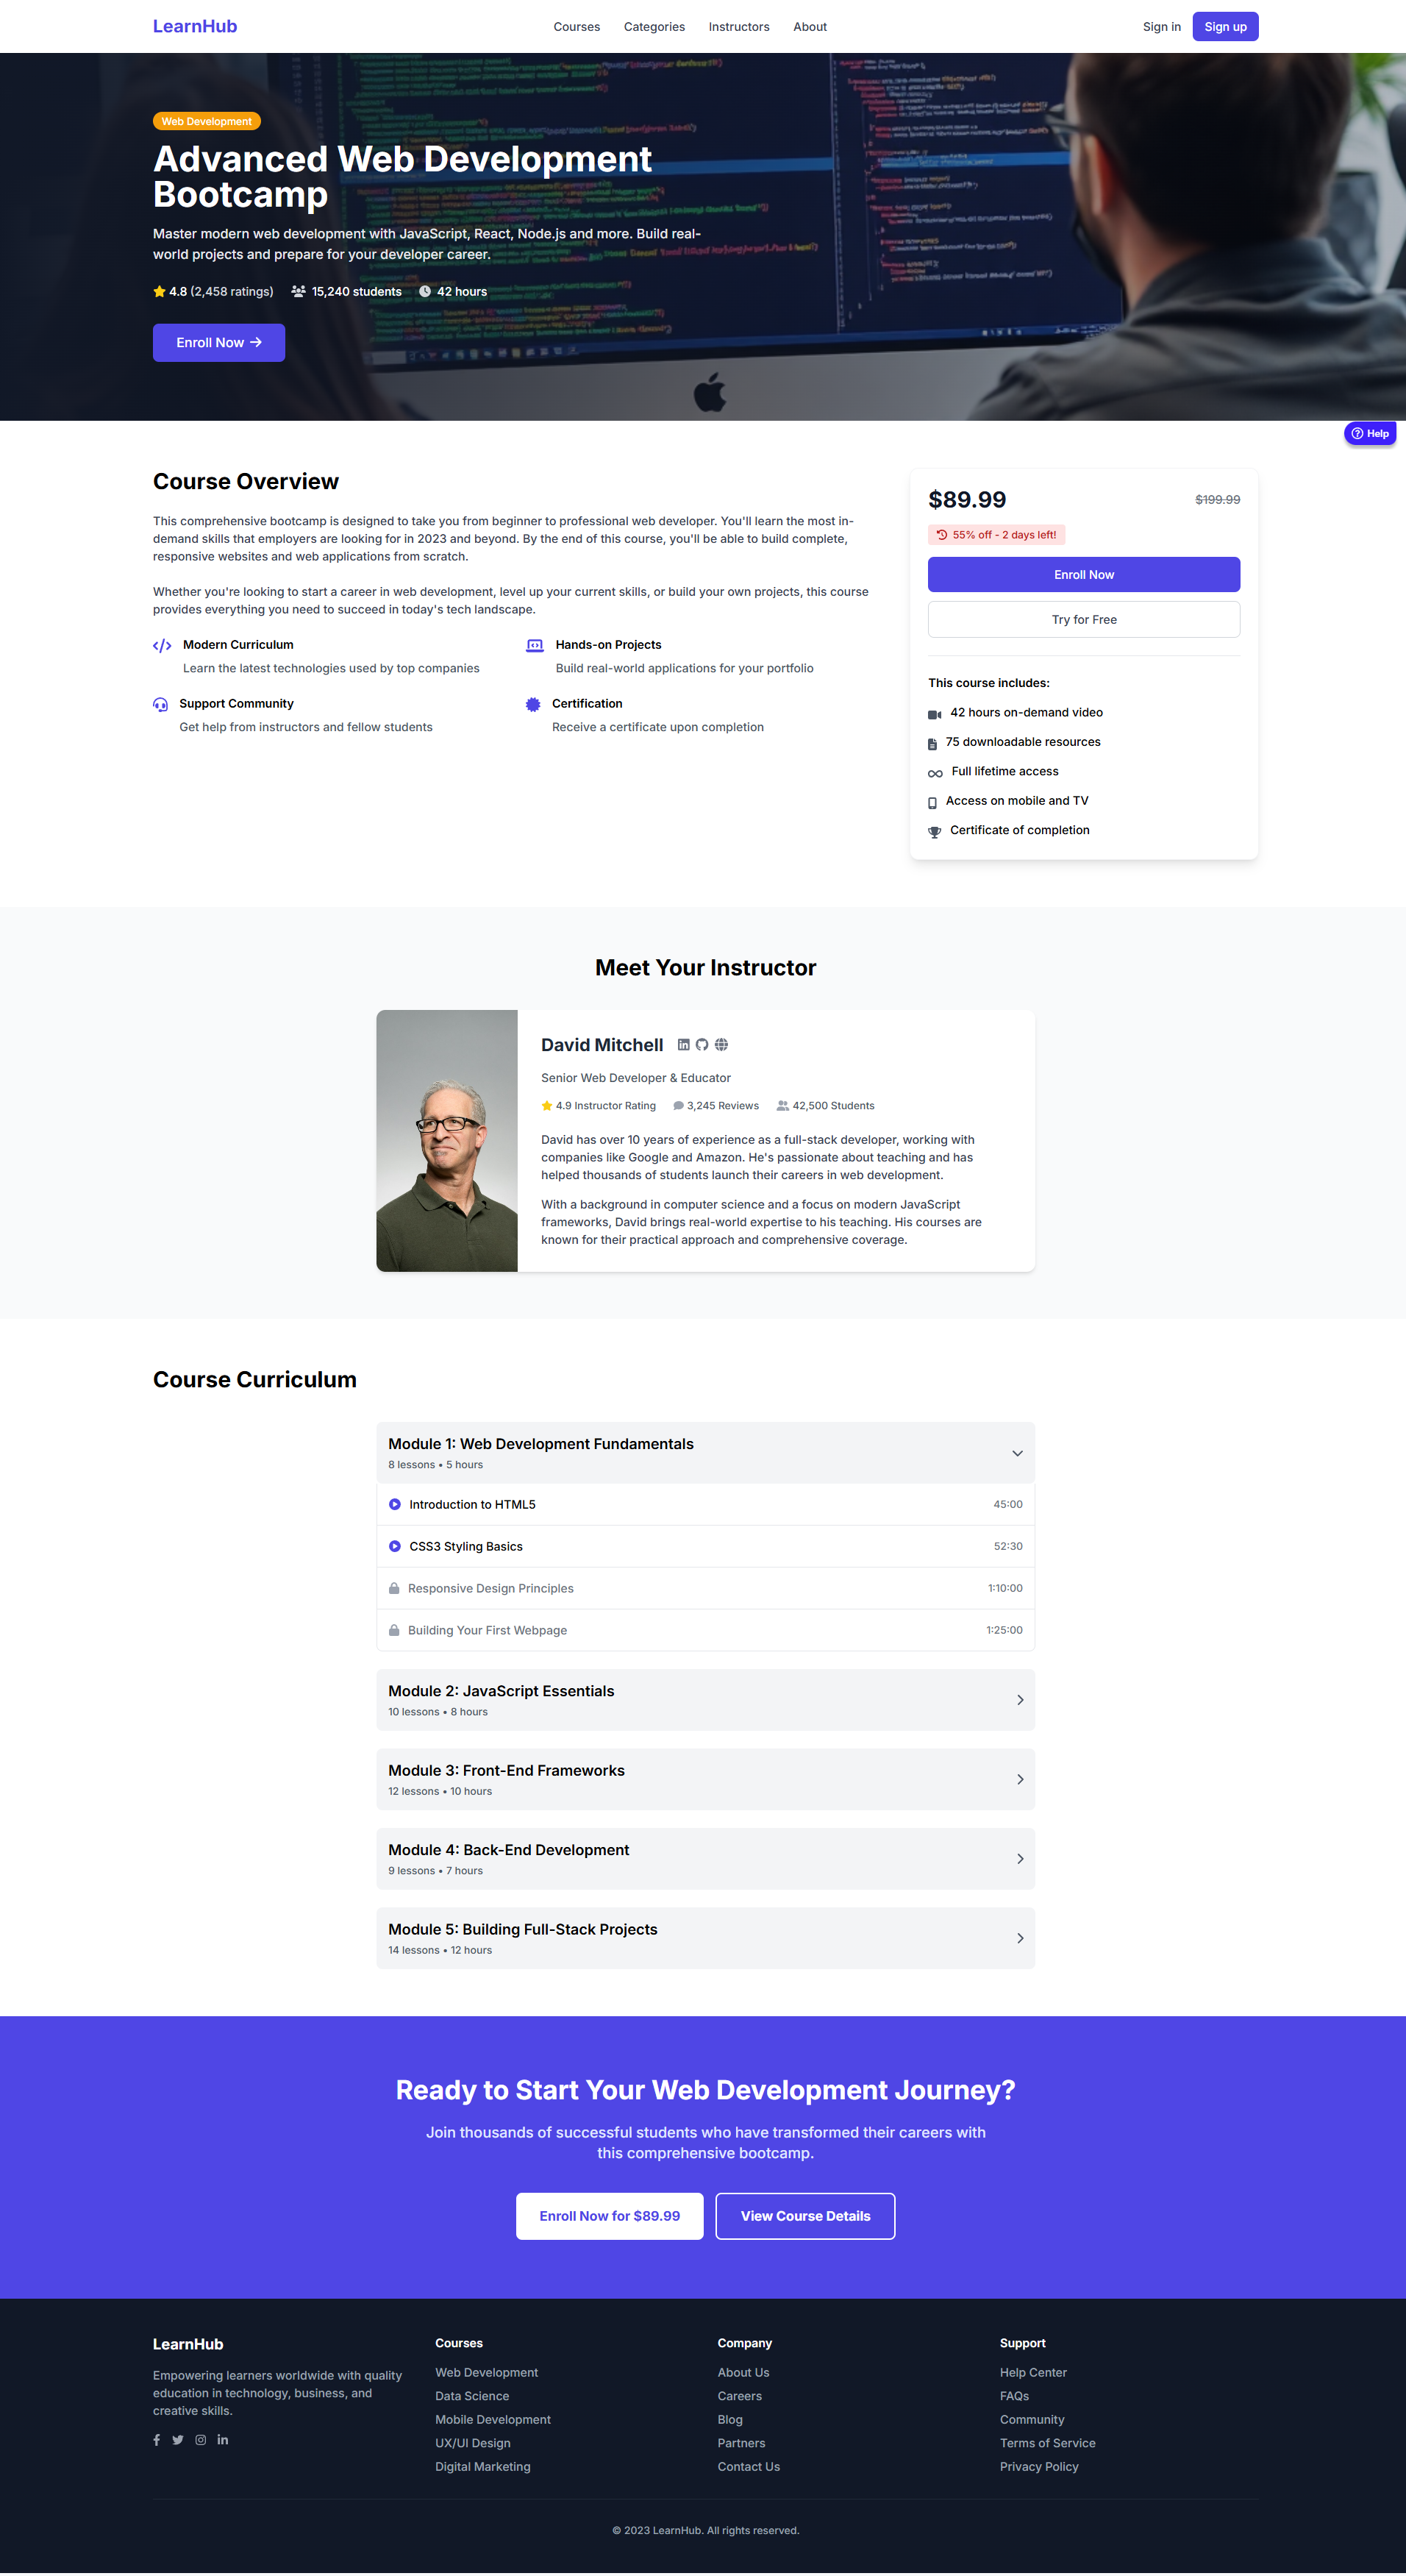 LearnHub
Courses
Categories
Instructors
About
Sign in
Sign up
Web Development
Advanced Web Development
Bootcamp
Master modern web development with JavaScript, React, Node.js and more. Build real-
world projects and prepare for your developer career.
4.8 (2,458 ratings)
15,240 students
42 hours
Enroll Now
Help
Course Overview
This comprehensive bootcamp is designed to take you from beginner to professional web developer. You'll learn the most in-
demand skills that employers are looking for in 2023 and beyond. By the end of this course, you'll be able to build complete,
responsive websites and web applications from scratch.
Whether you're looking to start a career in web development, level up your current skills, or build your own projects, this course
provides everything you need to succeed in today's tech landscape.
Modern Curriculum
Learn the latest technologies used by top companies
Hands-on Projects
Build real-world applications for your portfolio
Support Community
Get help from instructors and fellow students
Certification
Receive a certificate upon completion
$89.99
$199.99
55% off - 2 days left!
Enroll Now
Try for Free
This course includes:
42 hours on-demand video
75 downloadable resources
Full lifetime access
Access on mobile and TV
Certificate of completion
Meet Your Instructor
David Mitchell
Senior Web Developer & Educator
4.9 Instructor Rating
3,245 Reviews
42,500 Students
David has over 10 years of experience as a full-stack developer, working with
companies like Google and Amazon. He's passionate about teaching and has
helped thousands of students launch their careers in web development.
With a background in computer science and a focus on modern JavaScript
frameworks, David brings real-world expertise to his teaching. His courses are
known for their practical approach and comprehensive coverage.
Course Curriculum
Module 1: Web Development Fundamentals
8 lessons • 5 hours
Introduction to HTML5
45:00
CSS3 Styling Basics
52:30
Responsive Design Principles
1:10:00
Building Your First Webpage
1:25:00
Module 2: JavaScript Essentials
10 lessons • 8 hours
Module 3: Front-End Frameworks
12 lessons • 10 hours
Module 4: Back-End Development
9 lessons • 7 hours
Module 5: Building Full-Stack Projects
14 lessons • 12 hours
Ready to Start Your Web Development Journey?
Join thousands of successful students who have transformed their careers with
this comprehensive bootcamp.
Enroll Now for $89.99
View Course Details
LearnHub
Empowering learners worldwide with quality
education in technology, business, and
creative skills.
Courses
Web Development
Data Science
Mobile Development
UX/UI Design
Digital Marketing
Company
About Us
Careers
Blog
Partners
Contact Us
Support
Help Center
FAQs
Community
Terms of Service
Privacy Policy
© 2023 LearnHub. All rights reserved.